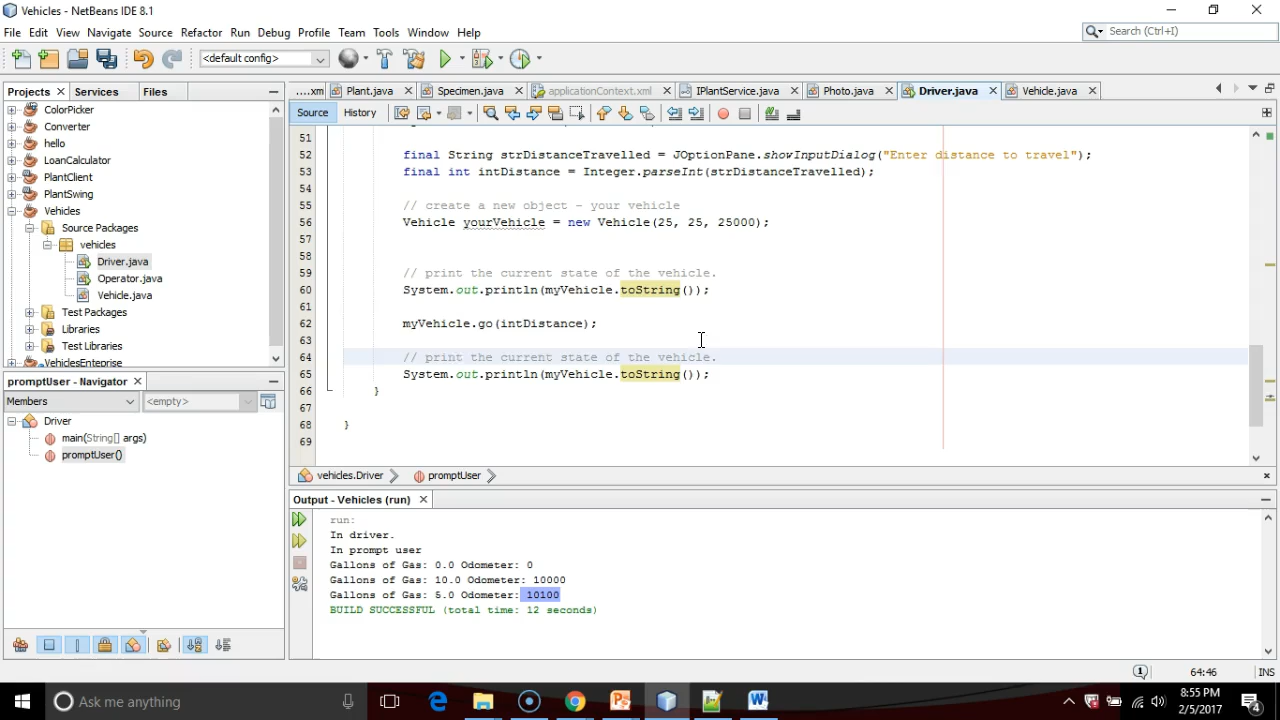 Vehicles - NetBeans IDE 8.1
File Edit View Navigate Source Refactor Run Debug Profile Team Tools Window Help
Search (Ctrl+I)
<default config>
Projects Services Files
...xm Plant.java Specimen.java applicationContext.xml IPlantService.java Photo.java Driver.java Vehicle.java
Source History
ColorPicker
Converter
hello
LoanCalculator
PlantClient
PlantSwing
Vehicles
Source Packages
vehicles
Driver.java
Operator.java
Vehicle.java
Test Packages
Libraries
Test Libraries
VehiclesEnteprise
51
52 final String strDistanceTravelled = JOptionPane.showInputDialog("Enter distance to travel");
53 final int intDistance = Integer.parseInt(strDistanceTravelled);
54
55 // create a new object - your vehicle
56 Vehicle yourVehicle = new Vehicle(25, 25, 25000);
57
58
59 // print the current state of the vehicle.
60 System.out.println(myVehicle.toString());
61
62 myVehicle.go(intDistance);
63
64 // print the current state of the vehicle.
65 System.out.println(myVehicle.toString());
66 }
67
68 }
69
promptUser - Navigator
Members <empty>
Driver
main(String[] args)
promptUser()
vehicles.Driver promptUser
Output - Vehicles (run)
run:
In driver.
In prompt user
Gallons of Gas: 0.0 Odometer: 0
Gallons of Gas: 10.0 Odometer: 10000
Gallons of Gas: 5.0 Odometer: 10100
BUILD SUCCESSFUL (total time: 12 seconds)
64:46 INS
Ask me anything
8:55 PM
2/5/2017
4